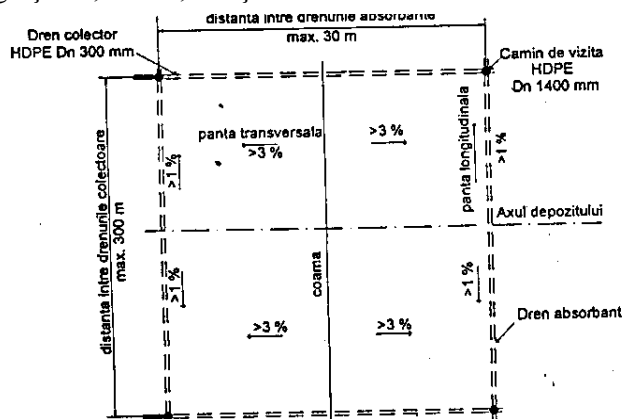 distanta intre drenurile absorbante
max. 30 m
Dren colector
HDPE Dn 300 mm
Camin de vizita
HDPE
Dn 1400 mm
panta transversala
>3 %
>3 %
panta longitudinala
>1 %
>1 %
distanta intre drenurile colectoare
max. 300 m
Axul depozitului
coama
>1 %
>1 %
Dren absorbant
>3 %
>3 %